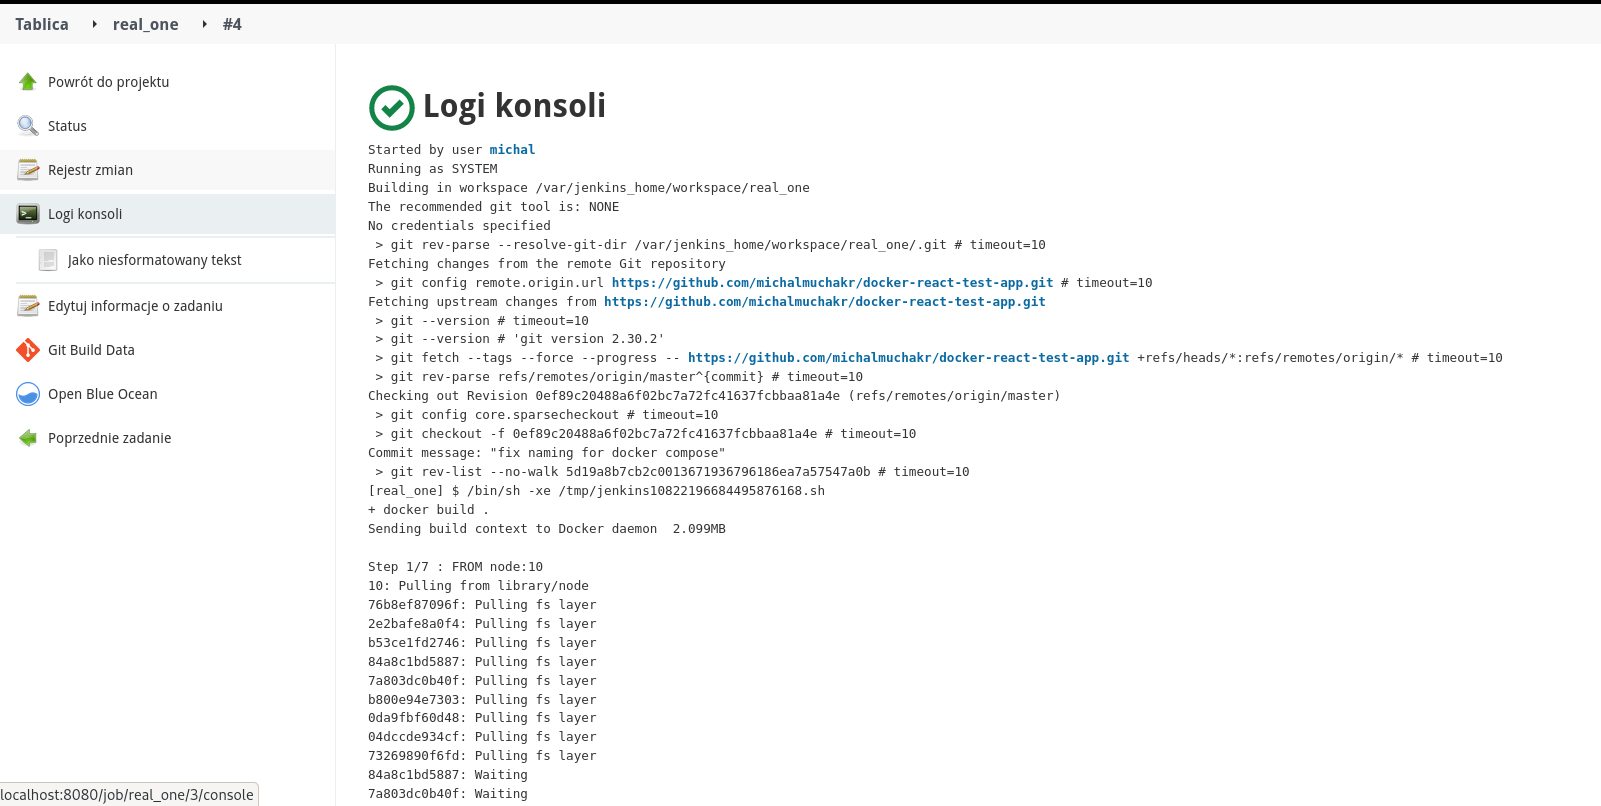 Tablica ▸ real_one ▸ #4
Powrót do projektu
Status
Rejestr zmian
Logi konsoli
Jako niesformatowany tekst
Edytuj informacje o zadaniu
Git Build Data
Open Blue Ocean
Poprzednie zadanie
Logi konsoli
Started by user michal
Running as SYSTEM
Building in workspace /var/jenkins_home/workspace/real_one
The recommended git tool is: NONE
No credentials specified
> git rev-parse --resolve-git-dir /var/jenkins_home/workspace/real_one/.git # timeout=10
Fetching changes from the remote Git repository
> git config remote.origin.url https://github.com/michalmuchakr/docker-react-test-app.git # timeout=10
Fetching upstream changes from https://github.com/michalmuchakr/docker-react-test-app.git
> git --version # timeout=10
> git --version # 'git version 2.30.2'
> git fetch --tags --force --progress -- https://github.com/michalmuchakr/docker-react-test-app.git +refs/heads/*:refs/remotes/origin/* # timeout=10
> git rev-parse refs/remotes/origin/master^{commit} # timeout=10
Checking out Revision 0ef89c20488a6f02bc7a72fc41637fcbbaa81a4e (refs/remotes/origin/master)
> git config core.sparsecheckout # timeout=10
> git checkout -f 0ef89c20488a6f02bc7a72fc41637fcbbaa81a4e # timeout=10
Commit message: "fix naming for docker compose"
> git rev-list --no-walk 5d19a8b7cb2c0013671936796186ea7a57547a0b # timeout=10
[real_one] $ /bin/sh -xe /tmp/jenkins10822196684495876168.sh
+ docker build .
Sending build context to Docker daemon  2.099MB
Step 1/7 : FROM node:10
10: Pulling from library/node
76b8ef87096f: Pulling fs layer
2e2bafe8a0f4: Pulling fs layer
b53ce1fd2746: Pulling fs layer
84a8c1bd5887: Pulling fs layer
7a803dc0b40f: Pulling fs layer
b800e94e7303: Pulling fs layer
0da9fbf60d48: Pulling fs layer
04dccde934cf: Pulling fs layer
73269890f6fd: Pulling fs layer
84a8c1bd5887: Waiting
7a803dc0b40f: Waiting
localhost:8080/job/real_one/3/console